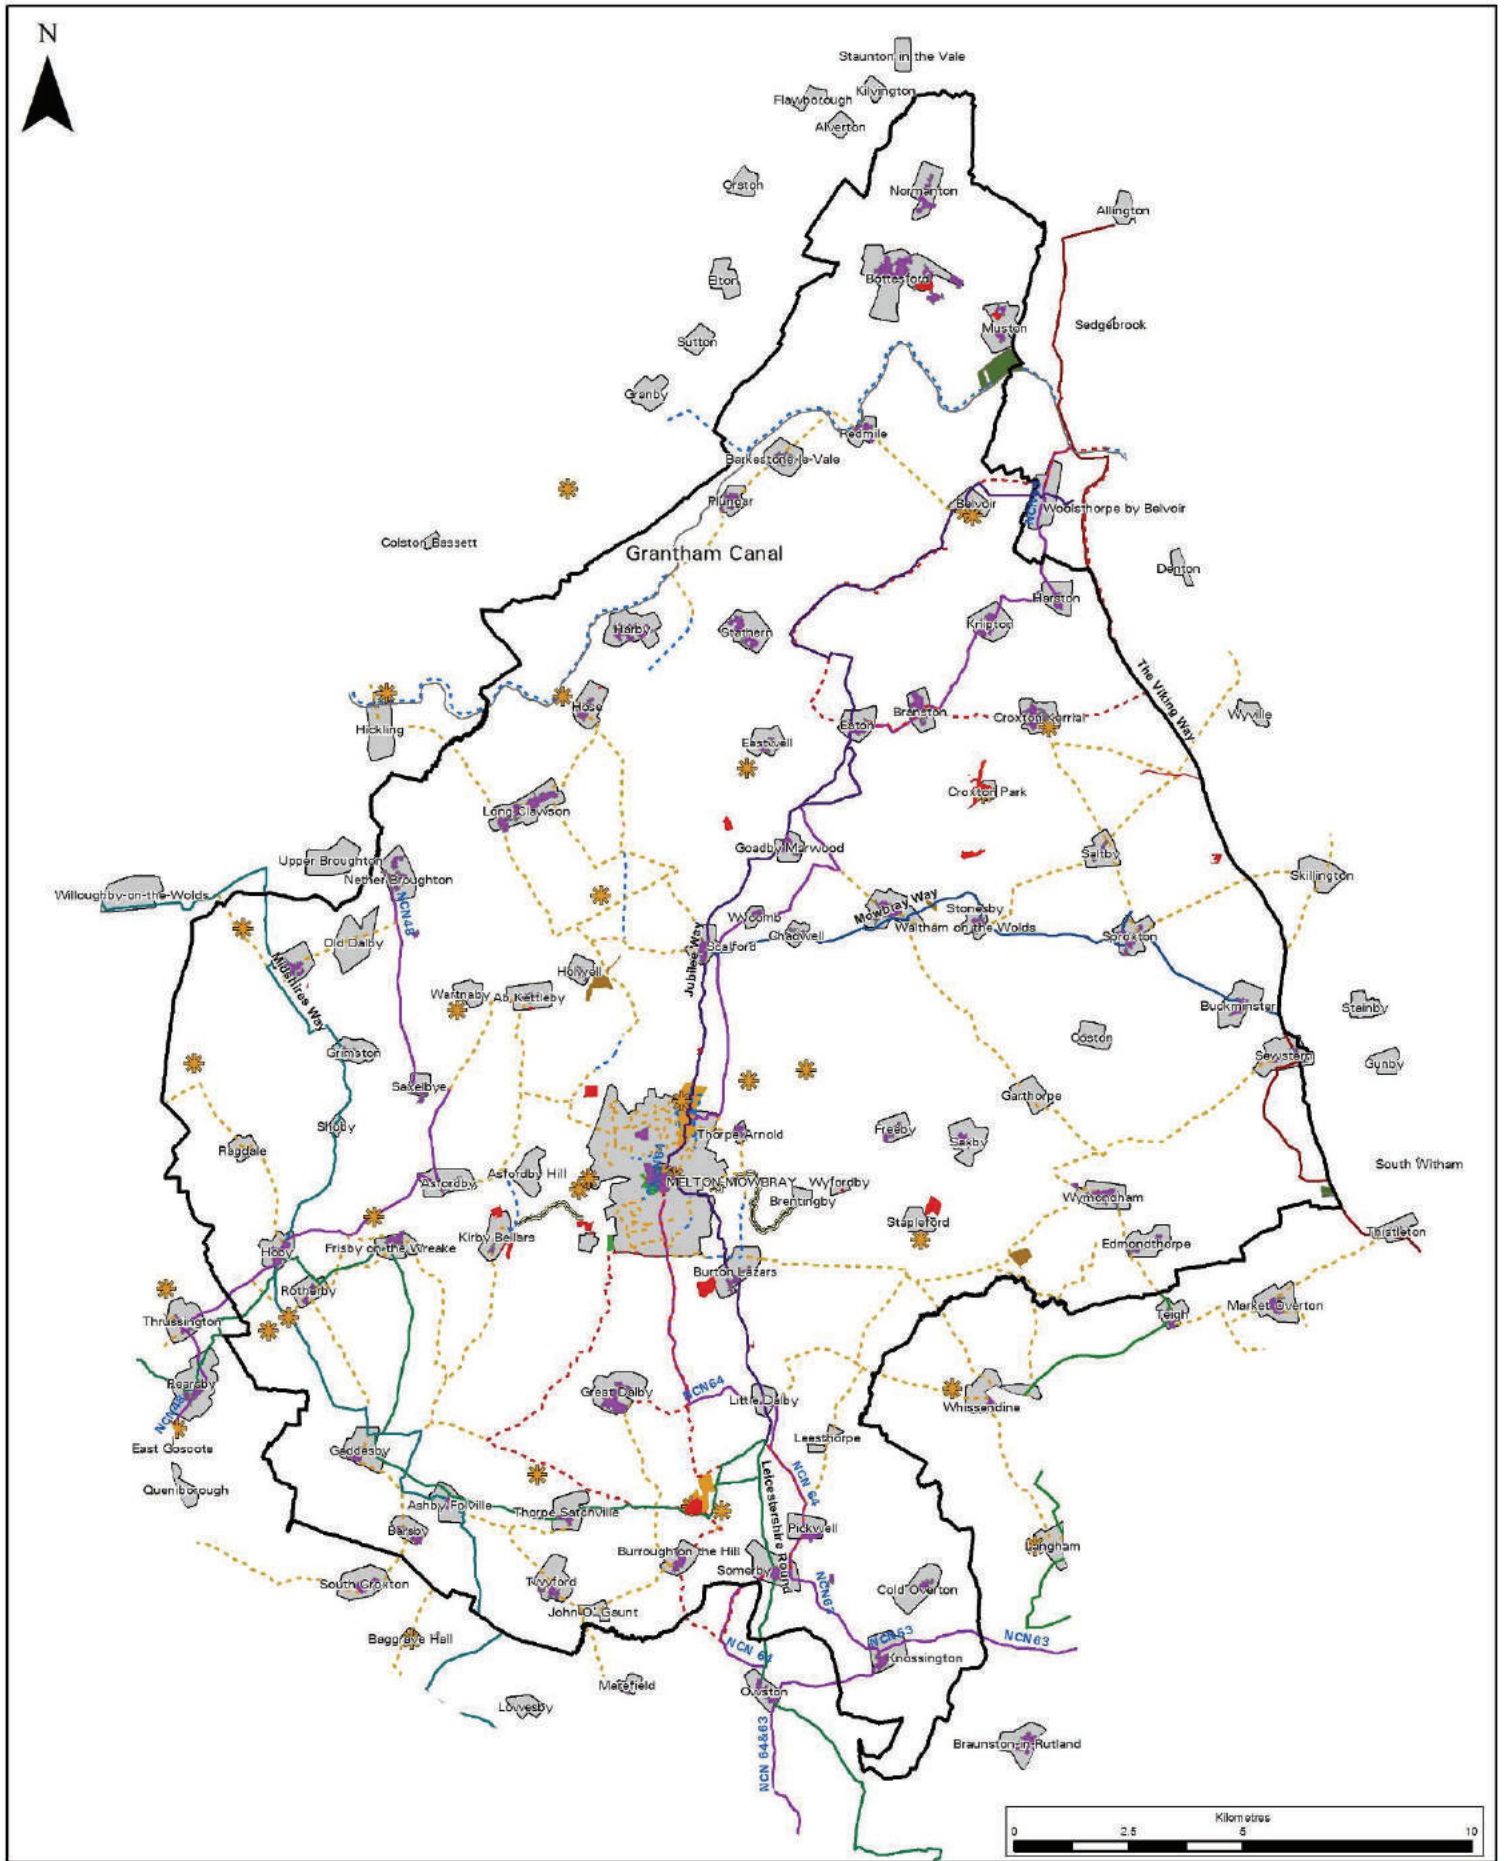 N
Staunton in the Vale
Kilvington
Flawborough
Alverton
Orston
Normanton
Allington
Elton
Bottesford
Sutton
Muston
Sedgebrook
Granby
Redmile
Barkestone-le-Vale
Plungar
Belvoir
Woolsthorpe by Belvoir
Colston Bassett
Grantham Canal
Denton
Harston
Harby
Stathern
Knipton
The Viking Way
Hose
Hickling
Branston
Croxton Kerrial
Wyville
Eaton
Eastwell
Croxton Park
Long Clawson
Goadby Marwood
Saltby
Upper Broughton
Nether Broughton
Skillington
Willoughby-on-the-Wolds
NCN48
Mowbray Way
Stonesby
Wycomb
Waltham on the Wolds
Chadwell
Sproxton
Old Dalby
Scalford
Jubilee Way
Midshires Way
Holwell
Wartnaby
Ab Kettleby
Buckminster
Stainby
Coston
Grimston
Sewstern
Gunby
Saxelbye
Garthorpe
Shoby
Thorpe Arnold
Freeby
Saxby
Ragdale
South Witham
Asfordby Hill
Asfordby
MELTON MOWBRAY
Wyfordby
Brentingby
Wymondham
Stapleford
Thistleton
Kirby Bellars
Frisby on the Wreake
Hoby
Edmondthorpe
Burton Lazars
Rotherby
Thrussington
Teigh
Market Overton
Rearsby
NCN48
Great Dalby
NCN64
Little Dalby
Whissendine
East Goscote
Gaddesby
Leesthorpe
Queniborough
NCN 64
Leicestershire Round
Ashby Folville
Thorpe Satchville
Barsby
Pickwell
Langham
Burrough on the Hill
Somerby
South Croxton
Twyford
NCN63
Cold Overton
John O' Gaunt
Baggrave Hall
NCN 64
NCN63
NCN63
Knossington
Marefield
Owston
Lowesby
NCN 64&63
Braunston-in-Rutland
Kilometres
0 2.5 5 10